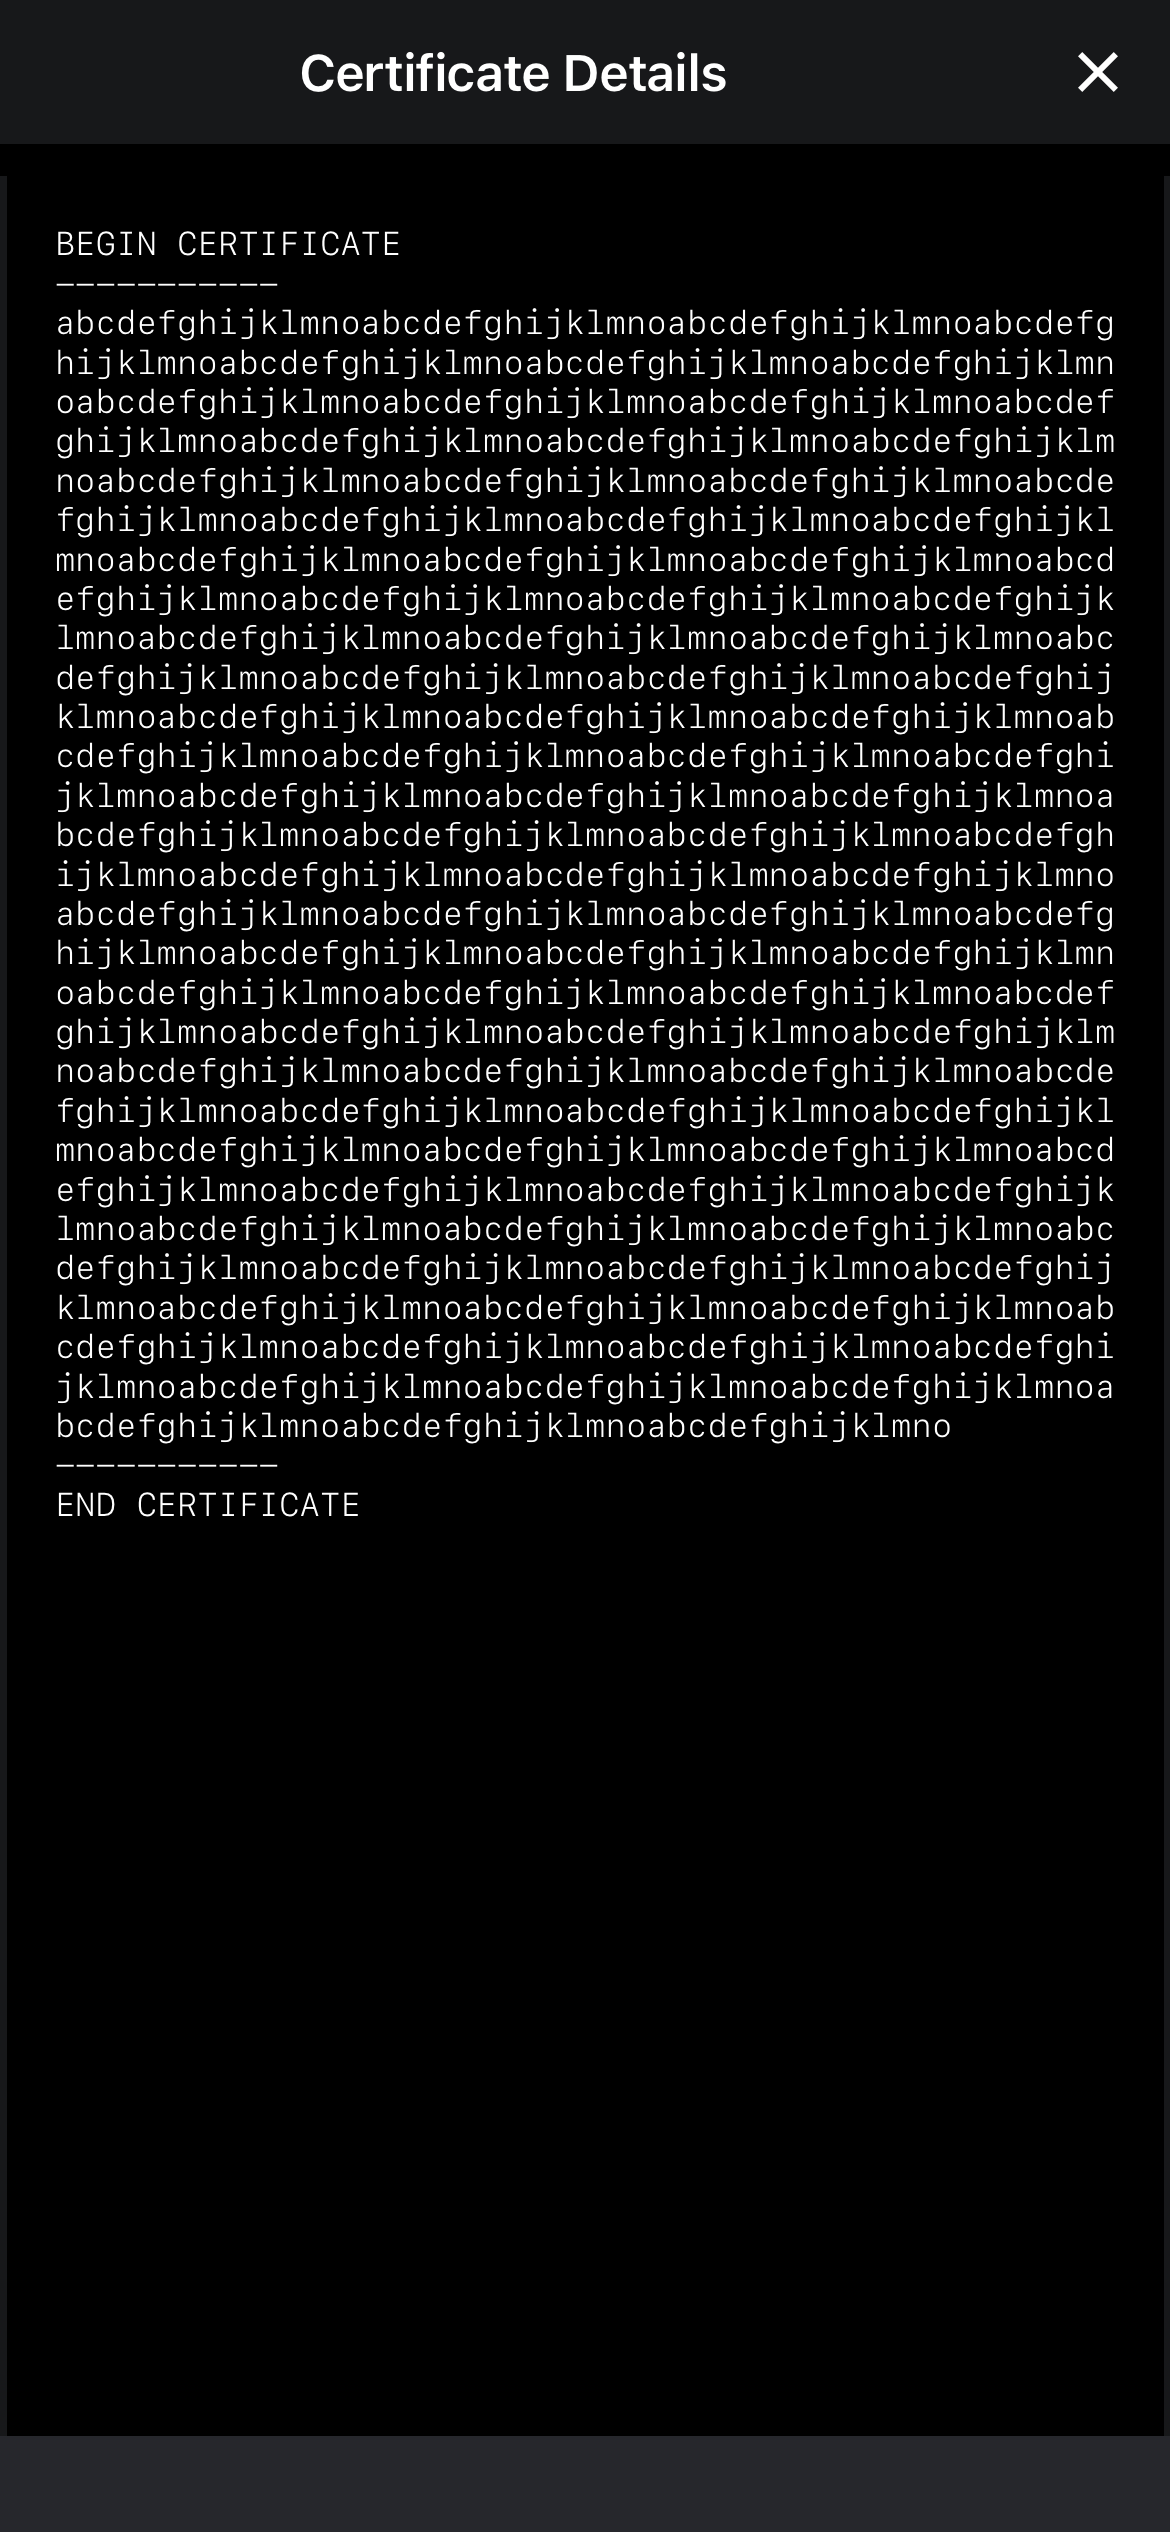 Certificate Details
BEGIN CERTIFICATE
-----------
abcdefghijklmnoabcdefghijklmnoabcdefghijklmnoabcdefg
hijklmnoabcdefghijklmnoabcdefghijklmnoabcdefghijklmn
oabcdefghijklmnoabcdefghijklmnoabcdefghijklmnoabcdef
ghijklmnoabcdefghijklmnoabcdefghijklmnoabcdefghijklm
noabcdefghijklmnoabcdefghijklmnoabcdefghijklmnoabcde
fghijklmnoabcdefghijklmnoabcdefghijklmnoabcdefghijkl
mnoabcdefghijklmnoabcdefghijklmnoabcdefghijklmnoabcd
efghijklmnoabcdefghijklmnoabcdefghijklmnoabcdefghijk
lmnoabcdefghijklmnoabcdefghijklmnoabcdefghijklmnoabc
defghijklmnoabcdefghijklmnoabcdefghijklmnoabcdefghij
klmnoabcdefghijklmnoabcdefghijklmnoabcdefghijklmnoab
cdefghijklmnoabcdefghijklmnoabcdefghijklmnoabcdefghi
jklmnoabcdefghijklmnoabcdefghijklmnoabcdefghijklmnoa
bcdefghijklmnoabcdefghijklmnoabcdefghijklmnoabcdefgh
ijklmnoabcdefghijklmnoabcdefghijklmnoabcdefghijklmno
abcdefghijklmnoabcdefghijklmnoabcdefghijklmnoabcdefg
hijklmnoabcdefghijklmnoabcdefghijklmnoabcdefghijklmn
oabcdefghijklmnoabcdefghijklmnoabcdefghijklmnoabcdef
ghijklmnoabcdefghijklmnoabcdefghijklmnoabcdefghijklm
noabcdefghijklmnoabcdefghijklmnoabcdefghijklmnoabcde
fghijklmnoabcdefghijklmnoabcdefghijklmnoabcdefghijkl
mnoabcdefghijklmnoabcdefghijklmnoabcdefghijklmnoabcd
efghijklmnoabcdefghijklmnoabcdefghijklmnoabcdefghijk
lmnoabcdefghijklmnoabcdefghijklmnoabcdefghijklmnoabc
defghijklmnoabcdefghijklmnoabcdefghijklmnoabcdefghij
klmnoabcdefghijklmnoabcdefghijklmnoabcdefghijklmnoab
cdefghijklmnoabcdefghijklmnoabcdefghijklmnoabcdefghi
jklmnoabcdefghijklmnoabcdefghijklmnoabcdefghijklmnoa
bcdefghijklmnoabcdefghijklmnoabcdefghijklmno
-----------
END CERTIFICATE